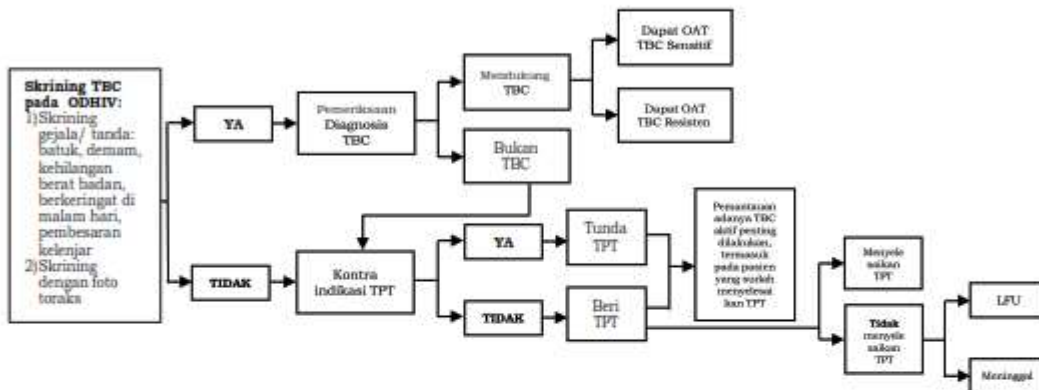 Skrining TBC
pada ODHIV:
1)Skrining
gejala/ tanda:
batuk, demam,
kehilangan
berat badan,
berkeringat di
malam hari,
pembesaran
kelenjar
2)Skrining
dengan foto
toraks
YA
TIDAK
Pemeriksaan
Diagnosis
TBC
Mendukung
TBC
Bukan
TBC
Dapat OAT
TBC Sensitif
Dapat OAT
TBC Resisten
Kontra
indikasi TPT
YA
TIDAK
Tunda
TPT
Beri
TPT
Pemantauan
adanya TBC
aktif penting
dilakukan,
termasuk
pada pasien
yang sudah
menyelesai
kan TPT
Menyele
saikan
TPT
Tidak
menyele
saikan
TPT
LFU
Meninggal